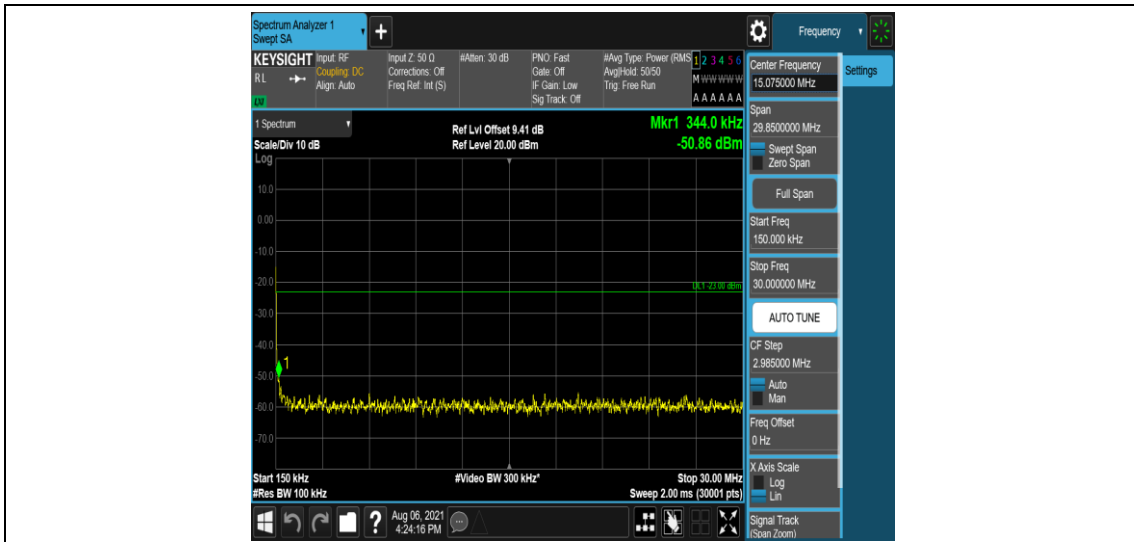 Spectrum Analyzer 1
Swept SA
+
Frequency
KEYSIGHT
RL
LM
Input: RF
Coupling: DC
Align: Auto
Input Z: 50 Ω
Corrections: Off
Freq Ref: Int (S)
#Atten: 30 dB
PNO: Fast
Gate: Off
IF Gain: Low
Sig Track: Off
#Avg Type: Power (RMS
Avg|Hold: 50/50
Trig: Free Run
1 2 3 4 5 6
M W W W W W
A A A A A A
1 Spectrum
Scale/Div 10 dB
Ref Lvl Offset 9.41 dB
Ref Level 20.00 dBm
Mkr1 344.0 kHz
-50.86 dBm
Log
10.0
0.00
-10.0
-20.0
-30.0
-40.0
-50.0
-60.0
-70.0
DL1 -23.00 dBm
1
Start 150 kHz
#Res BW 100 kHz
#Video BW 300 kHz*
Stop 30.00 MHz
Sweep 2.00 ms (30001 pts)
Aug 06, 2021
4:24:16 PM
?
Center Frequency
15.075000 MHz
Settings
Span
29.8500000 MHz
Swept Span
Zero Span
Full Span
Start Freq
150.000 kHz
Stop Freq
30.000000 MHz
AUTO TUNE
CF Step
2.985000 MHz
Auto
Man
Freq Offset
0 Hz
X Axis Scale
Log
Lin
Signal Track
(Span Zoom)